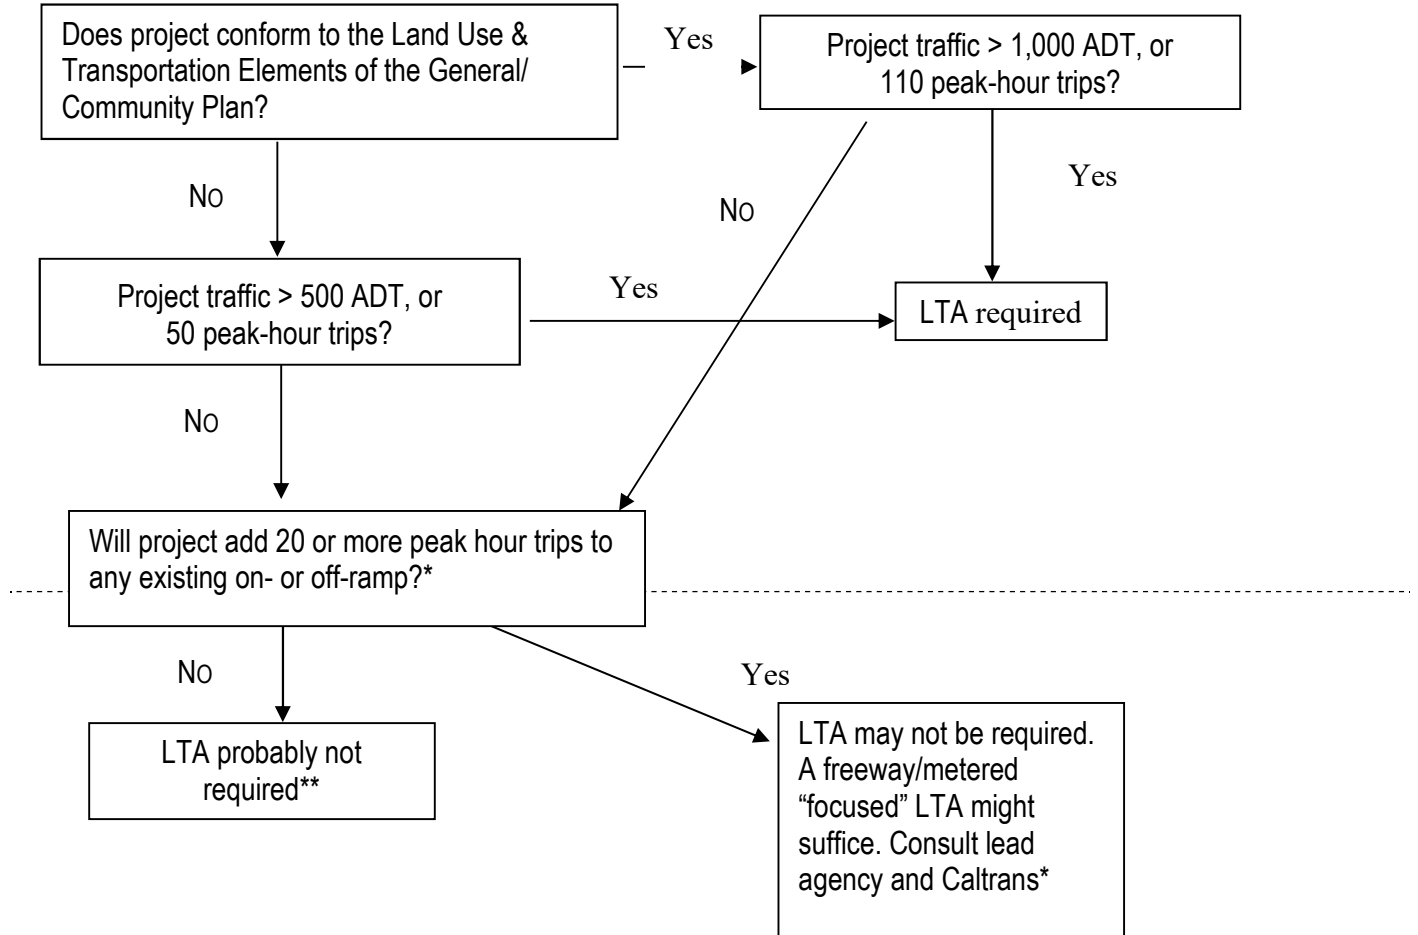 Does project conform to the Land Use &
Transportation Elements of the General/
Community Plan?
Yes
Project traffic > 1,000 ADT, or
110 peak-hour trips?
No
No
Yes
Project traffic > 500 ADT, or
50 peak-hour trips?
Yes
LTA required
No
Will project add 20 or more peak hour trips to
any existing on- or off-ramp?*
No
Yes
LTA probably not
required**
LTA may not be required.
A freeway/metered
“focused” LTA might
suffice. Consult lead
agency and Caltrans*